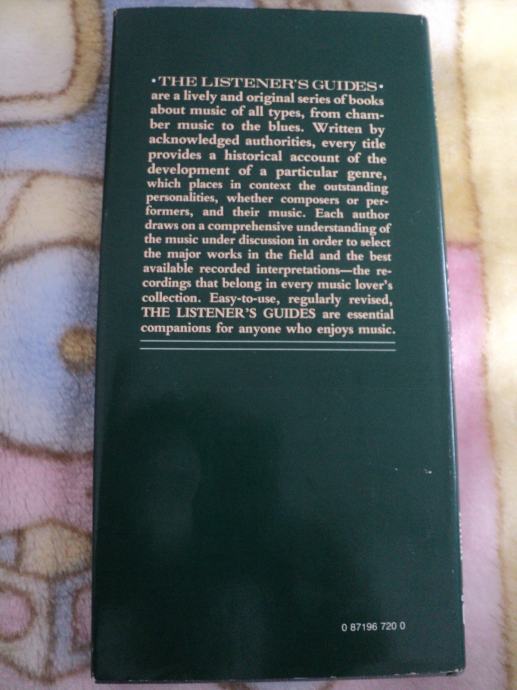 •THE LISTENER'S GUIDES•
are a lively and original series of books
about music of all types, from cham-
ber music to the blues. Written by
acknowledged authorities, every title
provides a historical account of the
development of a particular genre,
which places in context the outstanding
personalities, whether composers or per-
formers, and their music. Each author
draws on a comprehensive understanding of
the music under discussion in order to select
the major works in the field and the best
available recorded interpretations—the re-
cordings that belong in every music lover's
collection. Easy-to-use, regularly revised,
THE LISTENER'S GUIDES are essential
companions for anyone who enjoys music.
0 87196 720 0